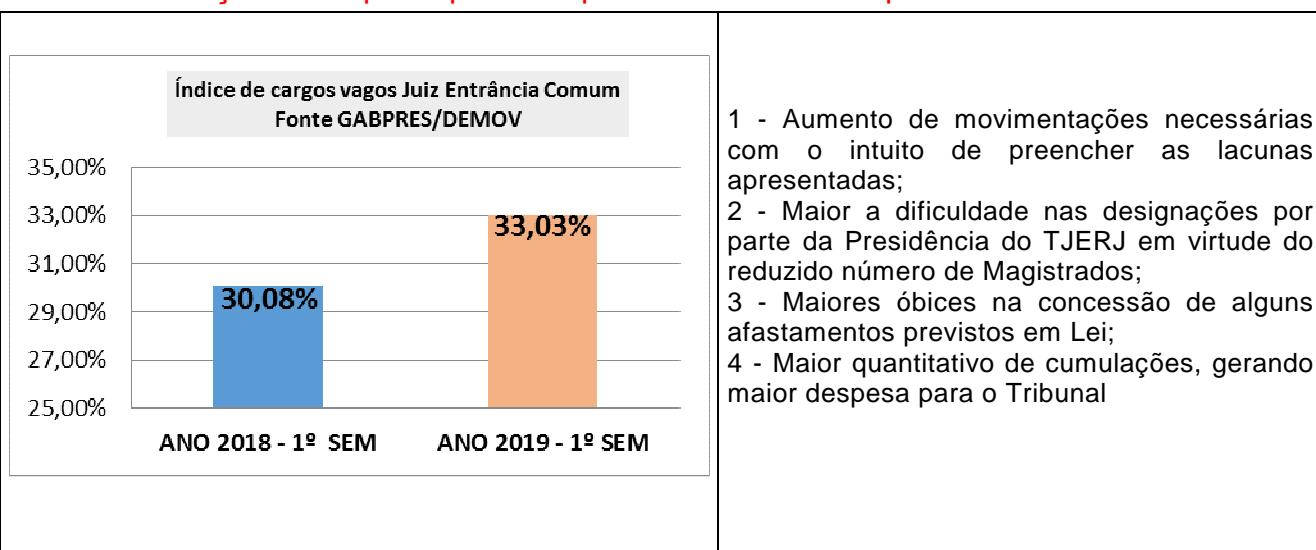 Índice de cargos vagos Juiz Entrância Comum
Fonte GABPRES/DEMOV
35,00%
33,00%
31,00%
29,00%
27,00%
25,00%
30,08%
33,03%
ANO 2018 - 1º SEM
ANO 2019 - 1º SEM
1 - Aumento de movimentações necessárias
com o intuito de preencher as lacunas
apresentadas;
2 - Maior a dificuldade nas designações por
parte da Presidência do TJERJ em virtude do
reduzido número de Magistrados;
3 - Maiores óbices na concessão de alguns
afastamentos previstos em Lei;
4 - Maior quantitativo de cumulações, gerando
maior despesa para o Tribunal